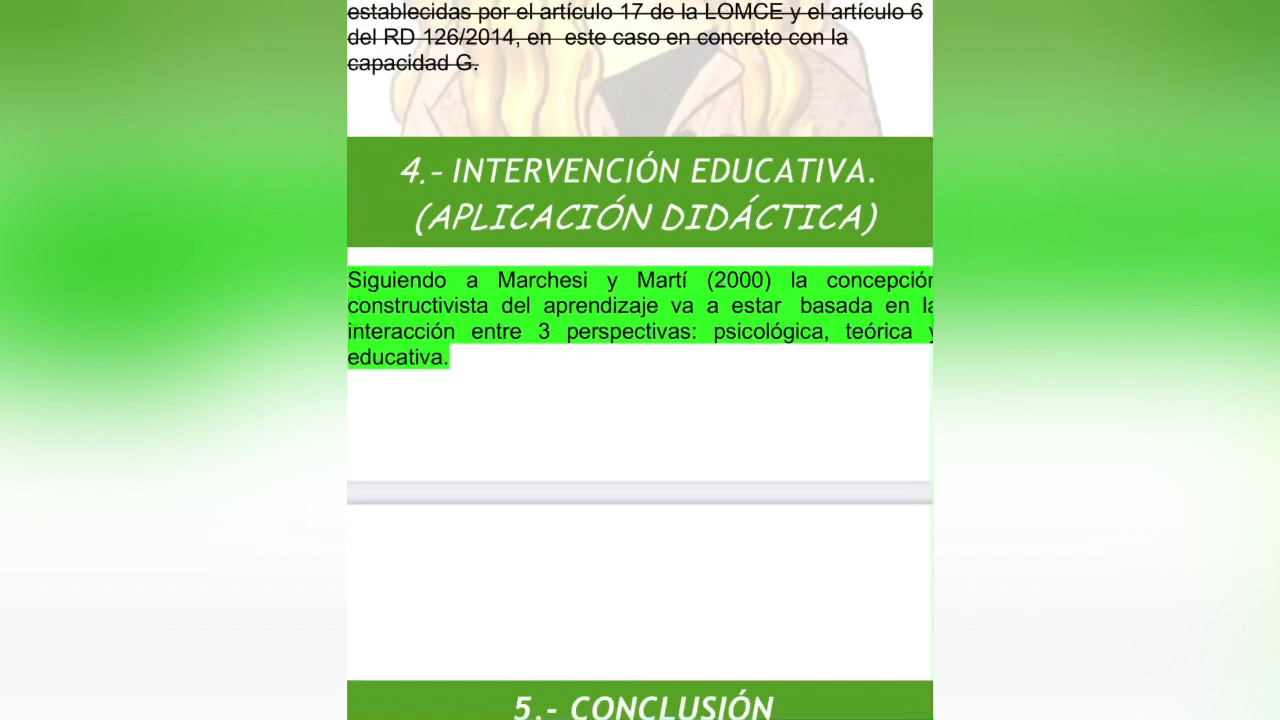 establecidas por el artículo 17 de la LOMCE y el artículo 6
del RD 126/2014, en este caso en concreto con la
capacidad G.
4.- INTERVENCIÓN EDUCATIVA.
(APLICACIÓN DIDÁCTICA)
Siguiendo a Marchesi y Martí (2000) la concepción
constructivista del aprendizaje va a estar basada en la
interacción entre 3 perspectivas: psicológica, teórica y
educativa.
5.- CONCLUSIÓN